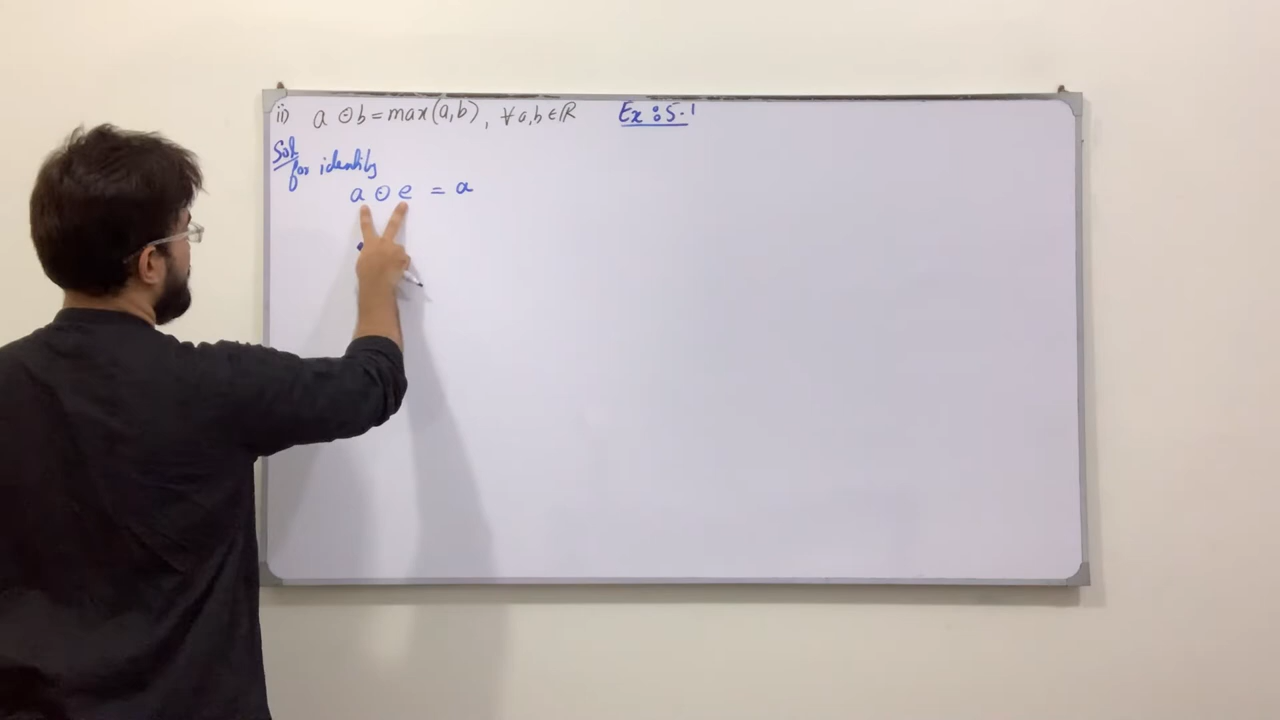 ii) a ⊙ b = max(a,b), ∀ a,b ∈ ℝ Ex : 5.1
Sol
for identity
a ⊙ e = a